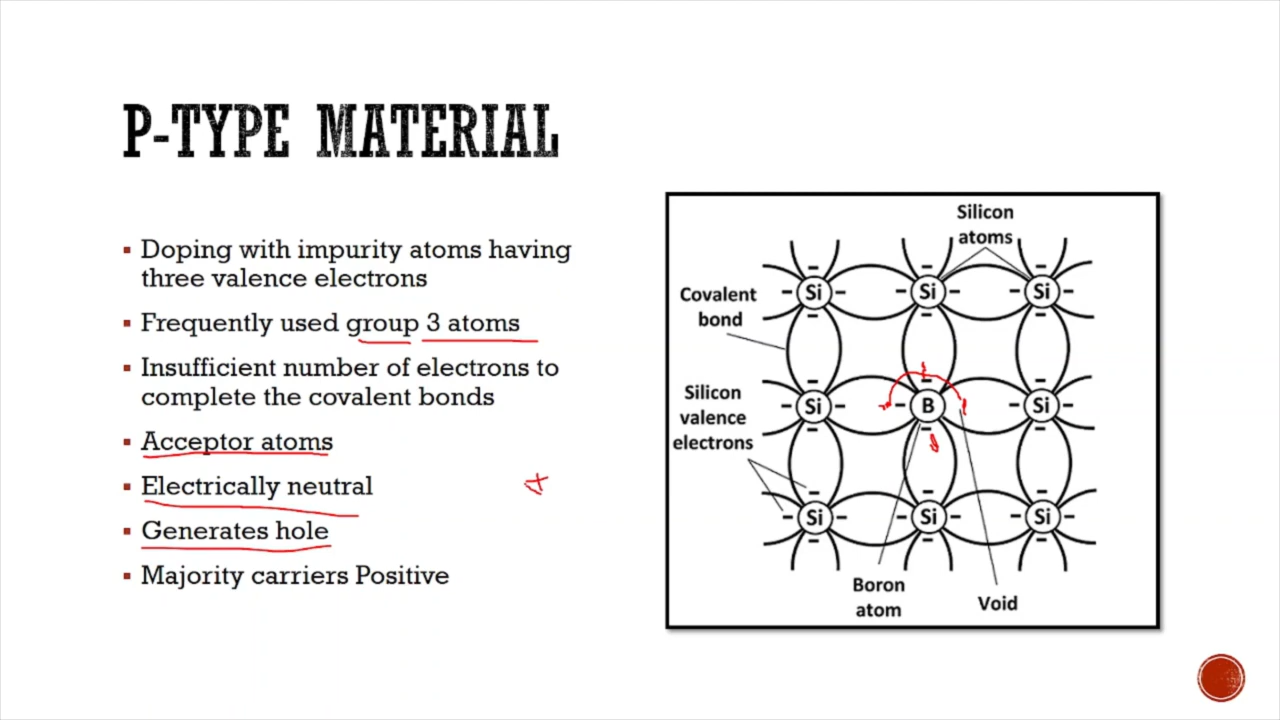 P-TYPE MATERIAL
▪ Doping with impurity atoms having
three valence electrons
▪ Frequently used group 3 atoms
▪ Insufficient number of electrons to
complete the covalent bonds
▪ Acceptor atoms
▪ Electrically neutral
▪ Generates hole
▪ Majority carriers Positive
Silicon
atoms
Covalent
bond
Si Si Si
Silicon
valence
electrons
Si B Si
Si Si Si
Boron
atom
Void